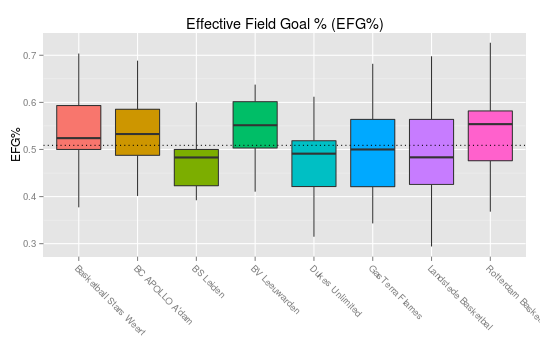 Effective Field Goal % (EFG%)
EFG%
0.7
0.6
0.5
0.4
0.3
Basketball Stars Weert
BC APOLLO A'dam
BS Leiden
BV Leeuwarden
Dukes Unlimited
GasTerra Flames
Landstede Basketbal
Rotterdam Basket